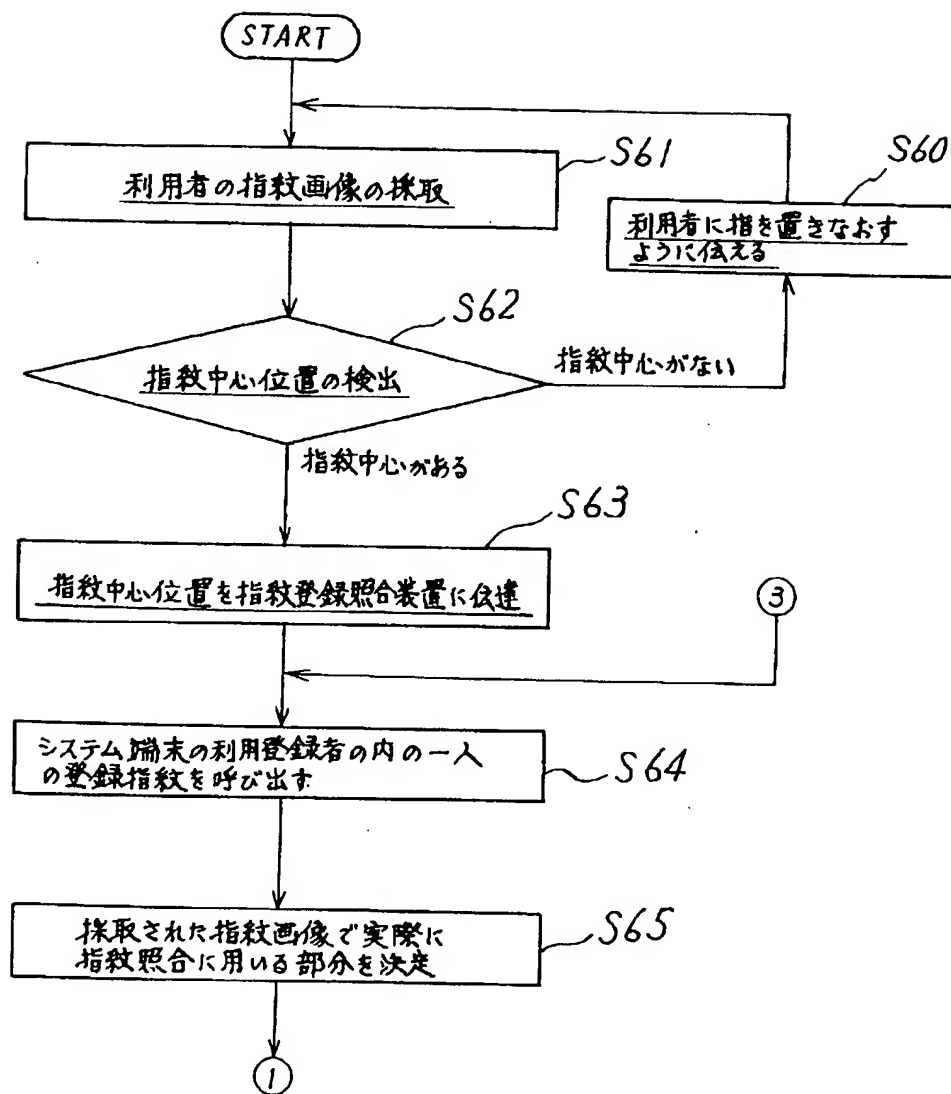 START
S61
利用者の指紋画像の採取
S60
利用者に指を置きなおす
ように伝える
S62
指紋中心位置の検出
指紋中心がない
指紋中心がある
S63
指紋中心位置を指紋登録照合装置に伝達
③
システム端末の利用登録者の内の一人
の登録指紋を呼び出す
S64
採取された指紋画像で実際に
指紋照合に用いる部分を決定
S65
①